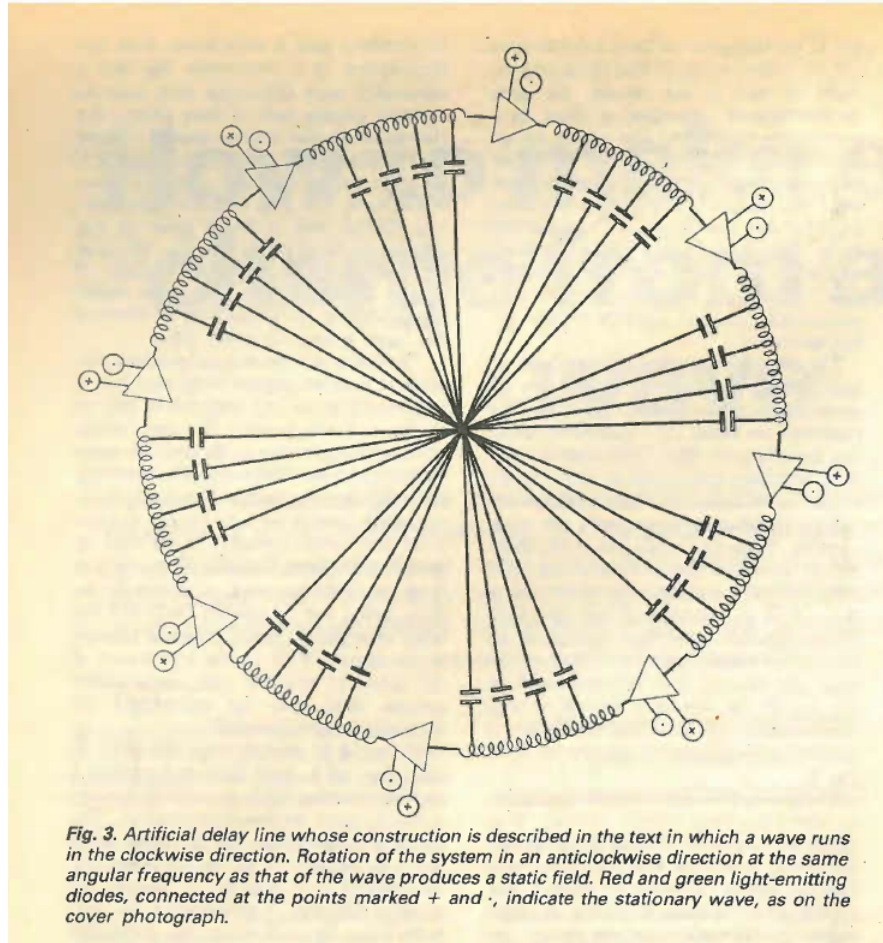 Fig. 3. Artificial delay line whose construction is described in the text in which a wave runs
in the clockwise direction. Rotation of the system in an anticlockwise direction at the same
angular frequency as that of the wave produces a static field. Red and green light-emitting
diodes, connected at the points marked + and ·, indicate the stationary wave, as on the
cover photograph.